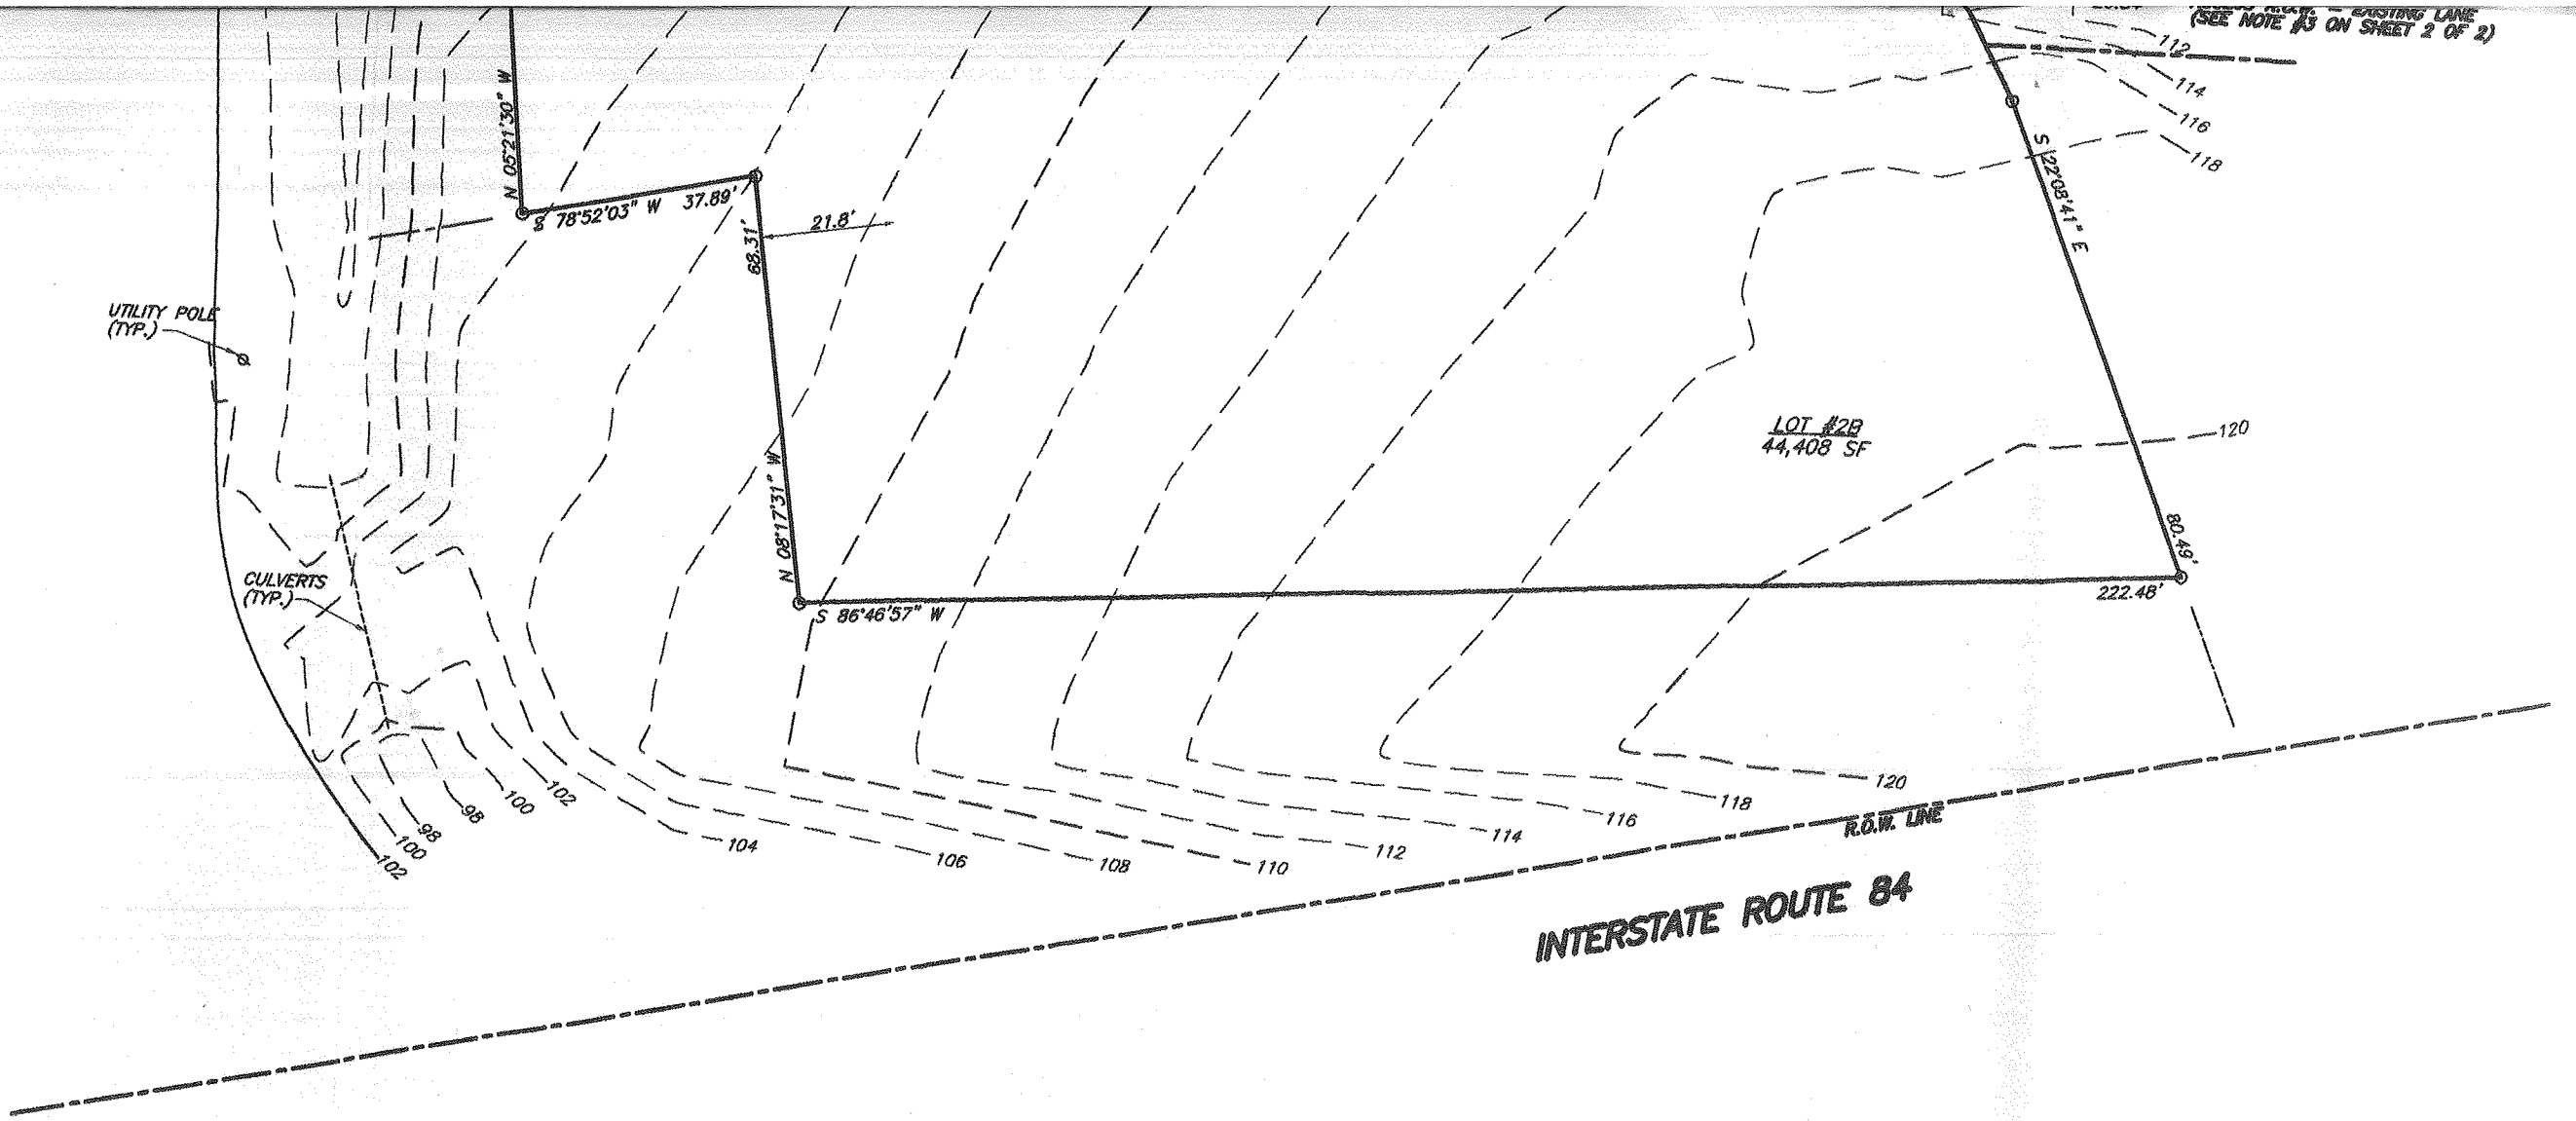 EXISTING LANE
(SEE NOTE #3 ON SHEET 2 OF 2)
112
114
116
118
N 05°21'30" W
S 78°52'03" W 37.89'
68.31'
21.8'
S 22°08'41" E
UTILITY POLE
(TYP.)
LOT #2B
44,408 SF
120
N 08°17'31" W
80.49'
CULVERTS
(TYP.)
S 86°46'57" W
222.48'
102
100
98
98
100
102
104
106
108
110
112
114
116
118
120
R.O.W. LINE
INTERSTATE ROUTE 84